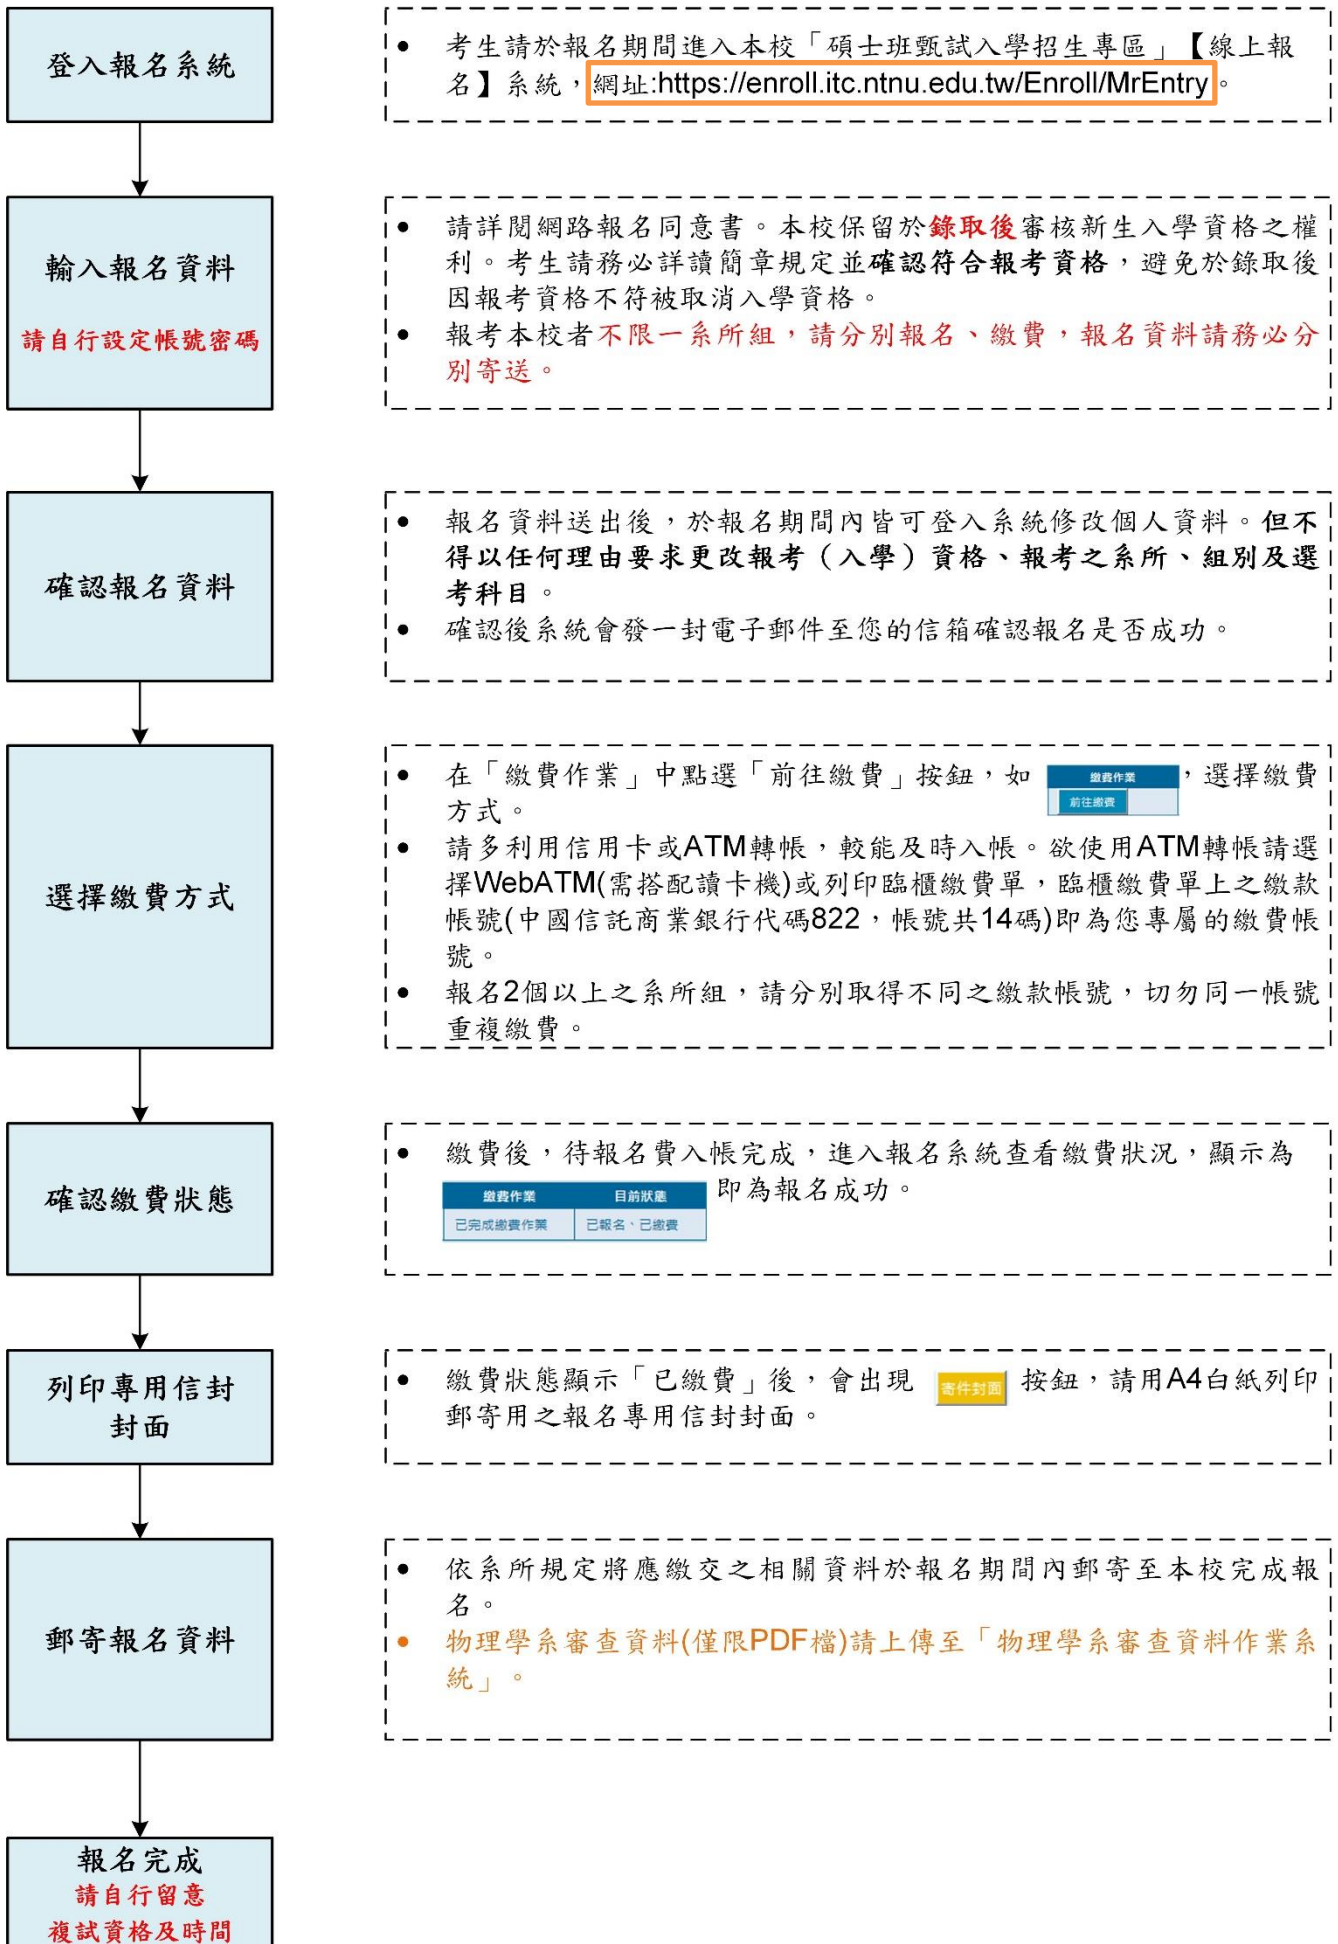 登入報名系統
• 考生請於報名期間進入本校「碩士班甄試入學招生專區」【線上報
名】系統，網址:https://enroll.itc.ntnu.edu.tw/Enroll/MrEntry。
輸入報名資料
請自行設定帳號密碼
• 請詳閱網路報名同意書。本校保留於錄取後審核新生入學資格之權
利。考生請務必詳讀簡章規定並確認符合報考資格，避免於錄取後
因報考資格不符被取消入學資格。
• 報考本校者不限一系所組，請分別報名、繳費，報名資料請務必分
別寄送。
確認報名資料
• 報名資料送出後，於報名期間內皆可登入系統修改個人資料。但不
得以任何理由要求更改報考（入學）資格、報考之系所、組別及選
考科目。
• 確認後系統會發一封電子郵件至您的信箱確認報名是否成功。
選擇繳費方式
• 在「繳費作業」中點選「前往繳費」按鈕，如 繳費作業 ，選擇繳費
前往繳費
方式。
• 請多利用信用卡或ATM轉帳，較能及時入帳。欲使用ATM轉帳請選
擇WebATM(需搭配讀卡機)或列印臨櫃繳費單，臨櫃繳費單上之繳款
帳號(中國信託商業銀行代碼822，帳號共14碼)即為您專屬的繳費帳
號。
• 報名2個以上之系所組，請分別取得不同之繳款帳號，切勿同一帳號
重複繳費。
確認繳費狀態
• 繳費後，待報名費入帳完成，進入報名系統查看繳費狀況，顯示為
繳費作業 目前狀態 即為報名成功。
已完成繳費作業 已報名、已繳費
列印專用信封
封面
• 繳費狀態顯示「已繳費」後，會出現 寄件封面 按鈕，請用A4白紙列印
郵寄用之報名專用信封封面。
郵寄報名資料
• 依系所規定將應繳交之相關資料於報名期間內郵寄至本校完成報
名。
• 物理學系審查資料(僅限PDF檔)請上傳至「物理學系審查資料作業系
統」。
報名完成
請自行留意
複試資格及時間